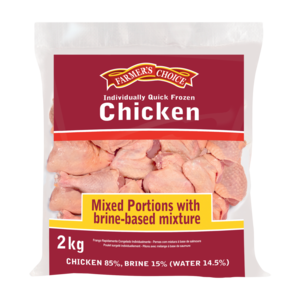 FARMER'S CHOICE
Individually Quick Frozen
Chicken
Mixed Portions with
brine-based mixture
2kg
CHICKEN 85%, BRINE 15% (WATER 14.5%)